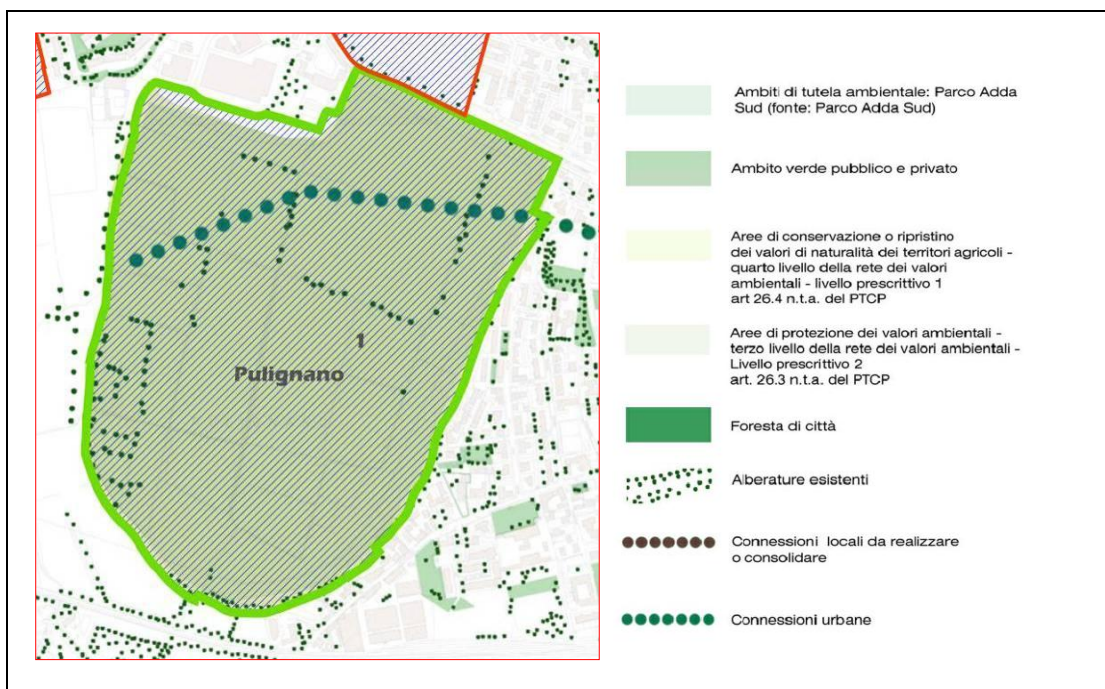 1
Pulignano
Ambiti di tutela ambientale: Parco Adda
Sud (fonte: Parco Adda Sud)
Ambito verde pubblico e privato
Aree di conservazione o ripristino
dei valori di naturalità dei territori agricoli -
quarto livello della rete dei valori
ambientali - livello prescrittivo 1
art 26.4 n.t.a. del PTCP
Aree di protezione dei valori ambientali -
terzo livello della rete dei valori ambientali -
Livello prescrittivo 2
art. 26.3 n.t.a. del PTCP
Foresta di città
Alberature esistenti
Connessioni locali da realizzare
o consolidare
Connessioni urbane